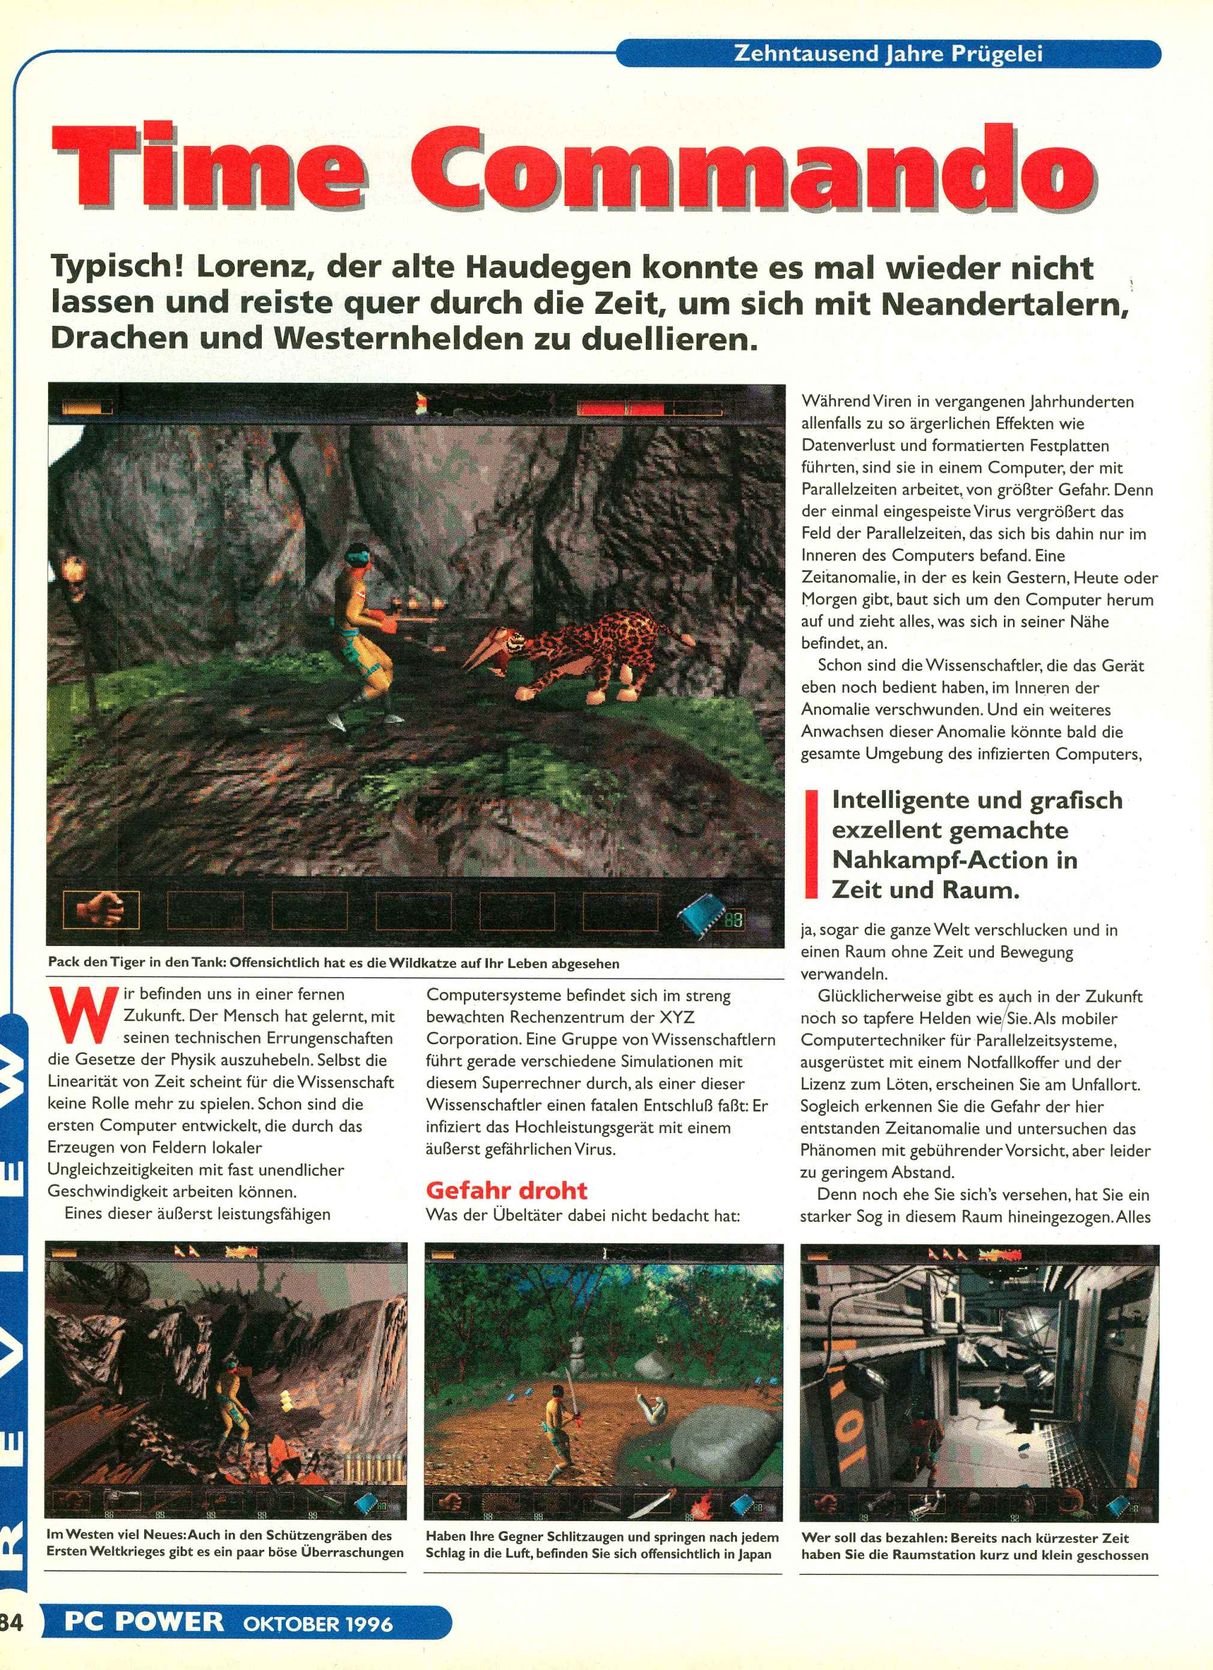 Zehntausend Jahre Prügelei
Time Commando
Typisch! Lorenz, der alte Haudegen konnte es mal wieder nicht
lassen und reiste quer durch die Zeit, um sich mit Neandertalern,
Drachen und Westernhelden zu duellieren.
Pack den Tiger in den Tank: Offensichtlich hat es die Wildkatze auf Ihr Leben abgesehen
Wir befinden uns in einer fernen
Zukunft. Der Mensch hat gelernt, mit
seinen technischen Errungenschaften
die Gesetze der Physik auszuhebeln. Selbst die
Linearität von Zeit scheint für die Wissenschaft
keine Rolle mehr zu spielen. Schon sind die
ersten Computer entwickelt, die durch das
Erzeugen von Feldern lokaler
Ungleichzeitigkeiten mit fast unendlicher
Geschwindigkeit arbeiten können.
Eines dieser äußerst leistungsfähigen
Computersysteme befindet sich im streng
bewachten Rechenzentrum der XYZ
Corporation. Eine Gruppe von Wissenschaftlern
führt gerade verschiedene Simulationen mit
diesem Superrechner durch, als einer dieser
Wissenschaftler einen fatalen Entschluß faßt: Er
infiziert das Hochleistungsgerät mit einem
äußerst gefährlichen Virus.
Gefahr droht
Was der Übeltäter dabei nicht bedacht hat:
Während Viren in vergangenen Jahrhunderten
allenfalls zu so ärgerlichen Effekten wie
Datenverlust und formatierten Festplatten
führten, sind sie in einem Computer, der mit
Parallelzeiten arbeitet, von größter Gefahr. Denn
der einmal eingespeiste Virus vergrößert das
Feld der Parallelzeiten, das sich bis dahin nur im
Inneren des Computers befand. Eine
Zeitanomalie, in der es kein Gestern, Heute oder
Morgen gibt, baut sich um den Computer herum
auf und zieht alles, was sich in seiner Nähe
befindet, an.
Schon sind die Wissenschaftler, die das Gerät
eben noch bedient haben, im Inneren der
Anomalie verschwunden. Und ein weiteres
Anwachsen dieser Anomalie könnte bald die
gesamte Umgebung des infizierten Computers,
Intelligente und grafisch
exzellent gemachte
Nahkampf-Action in
Zeit und Raum.
ja, sogar die ganze Welt verschlucken und in
einen Raum ohne Zeit und Bewegung
verwandeln.
Glücklicherweise gibt es auch in der Zukunft
noch so tapfere Helden wie Sie. Als mobiler
Computertechniker für Parallelzeitsysteme,
ausgerüstet mit einem Notfallkoffer und der
Lizenz zum Löten, erscheinen Sie am Unfallort.
Sogleich erkennen Sie die Gefahr der hier
entstanden Zeitanomalie und untersuchen das
Phänomen mit gebührender Vorsicht, aber leider
zu geringem Abstand.
Denn noch ehe Sie sich's versehen, hat Sie ein
starker Sog in diesem Raum hineingezogen. Alles
Im Westen viel Neues: Auch in den Schützengräben des
Ersten Weltkrieges gibt es ein paar böse Überraschungen
Haben Ihre Gegner Schlitzaugen und springen nach jedem
Schlag in die Luft, befinden Sie sich offensichtlich in Japan
Wer soll das bezahlen: Bereits nach kürzester Zeit
haben Sie die Raumstation kurz und klein geschossen
REVIEW
84
PC POWER OKTOBER 1996